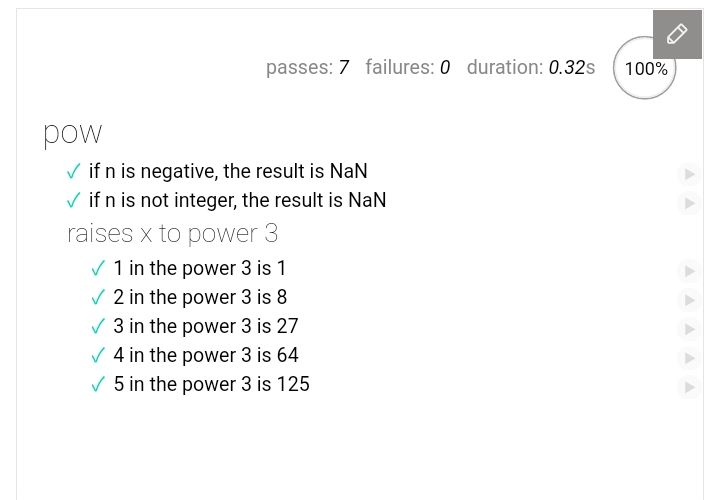 passes: 7 failures: 0 duration: 0.32s 100%
pow
✓ if n is negative, the result is NaN
✓ if n is not integer, the result is NaN
raises x to power 3
✓ 1 in the power 3 is 1
✓ 2 in the power 3 is 8
✓ 3 in the power 3 is 27
✓ 4 in the power 3 is 64
✓ 5 in the power 3 is 125